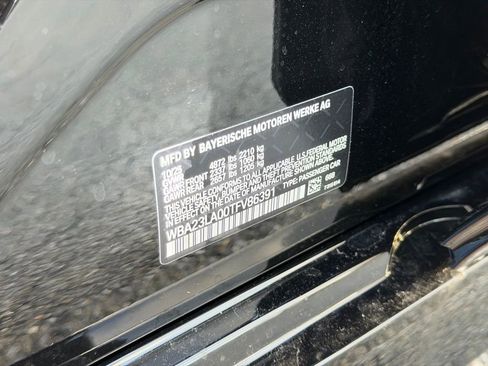 MFD BY BAYERISCHE MOTOREN WERKE AG
10/25
GVWR 4872 lbs 2210 kg
GAWR FRONT 2337 lbs 1060 kg
GAWR REAR 2657 lbs 1205 kg
THIS VEHICLE CONFORMS TO ALL APPLICABLE U.S. FEDERAL MOTOR
VEHICLE SAFETY, BUMPER, AND THEFT PREVENTION STANDARDS
IN EFFECT ON THE DATE OF MANUFACTURE SHOWN ABOVE.
WBA23LA00TFV86391 TYPE: PASSENGER CAR
668